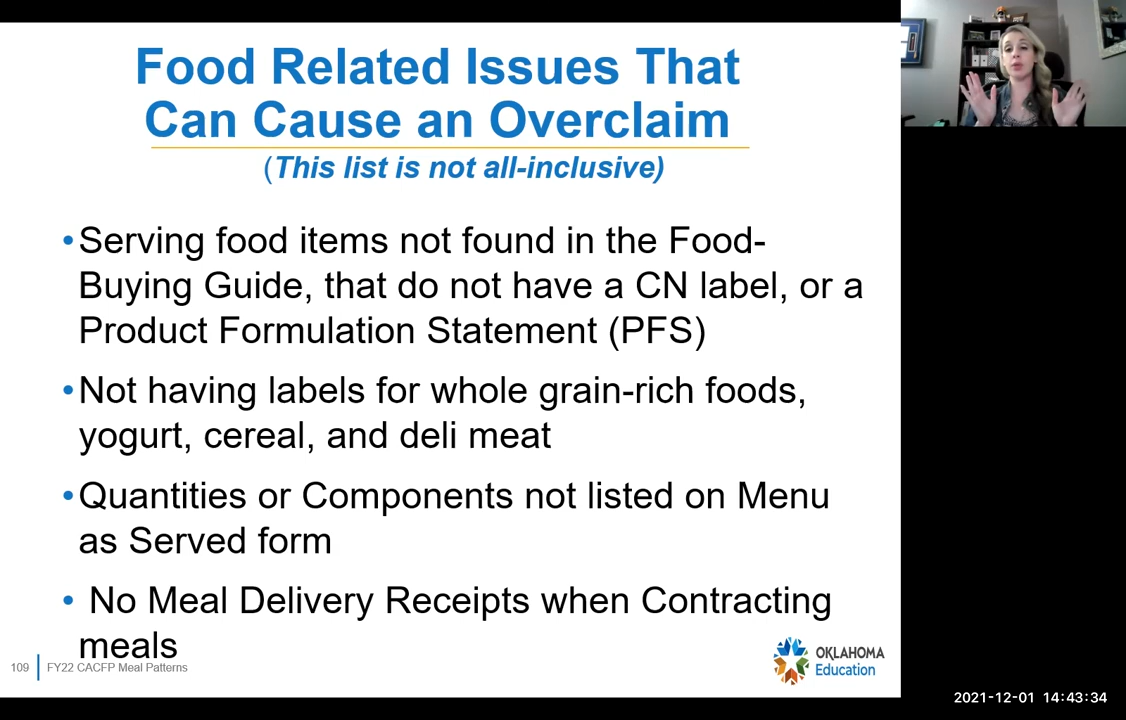 Food Related Issues That
Can Cause an Overclaim
(This list is not all-inclusive)
•Serving food items not found in the Food-
Buying Guide, that do not have a CN label, or a
Product Formulation Statement (PFS)
•Not having labels for whole grain-rich foods,
yogurt, cereal, and deli meat
•Quantities or Components not listed on Menu
as Served form
• No Meal Delivery Receipts when Contracting
meals
109 FY22 CACFP Meal Patterns
OKLAHOMA
Education
2021-12-01 14:43:34